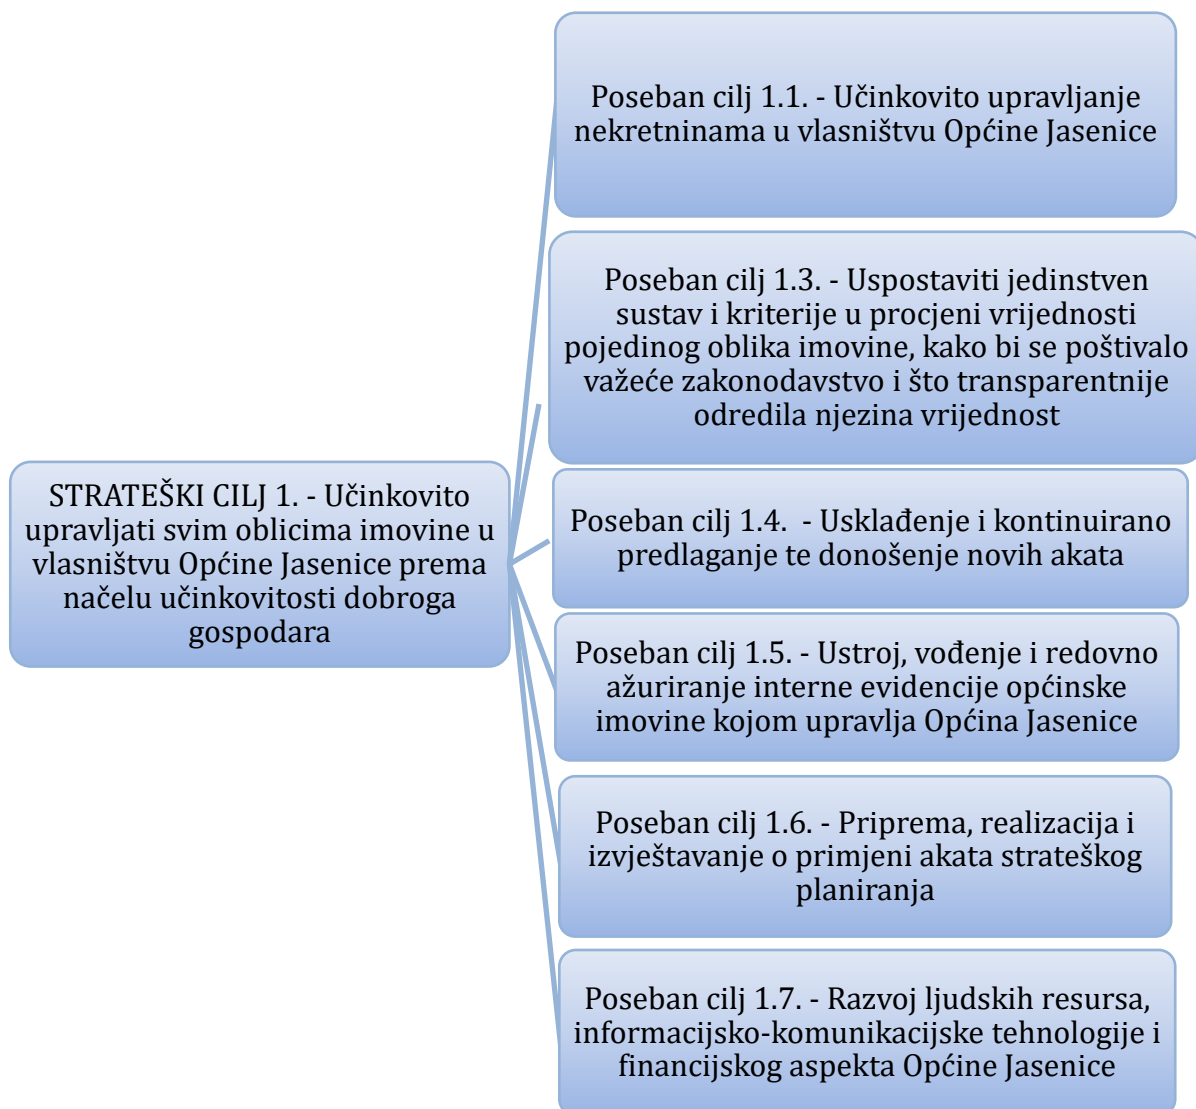 Poseban cilj 1.1. - Učinkovito upravljanje
nekretninama u vlasništvu Općine Jasenice
Poseban cilj 1.3. - Uspostaviti jedinstven
sustav i kriterije u procjeni vrijednosti
pojedinog oblika imovine, kako bi se poštivalo
važeće zakonodavstvo i što transparentnije
odredila njezina vrijednost
STRATEŠKI CILJ 1. - Učinkovito
upravljati svim oblicima imovine u
vlasništvu Općine Jasenice prema
načelu učinkovitosti dobroga
gospodara
Poseban cilj 1.4.  - Usklađenje i kontinuirano
predlaganje te donošenje novih akata
Poseban cilj 1.5. - Ustroj, vođenje i redovno
ažuriranje interne evidencije općinske
imovine kojom upravlja Općina Jasenice
Poseban cilj 1.6. - Priprema, realizacija i
izvještavanje o primjeni akata strateškog
planiranja
Poseban cilj 1.7. - Razvoj ljudskih resursa,
informacijsko-komunikacijske tehnologije i
financijskog aspekta Općine Jasenice